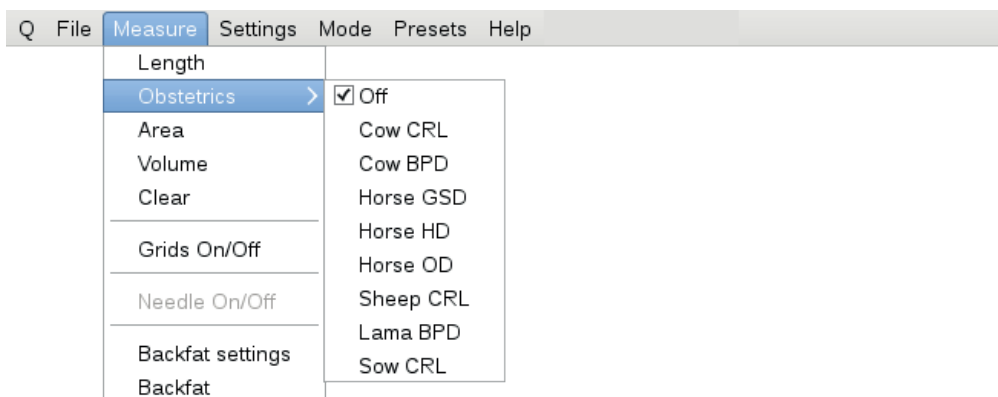 Q File Measure Settings Mode Presets Help
Length
Obstetrics
Area
Volume
Clear
Grids On/Off
Needle On/Off
Backfat settings
Backfat
Off
Cow CRL
Cow BPD
Horse GSD
Horse HD
Horse OD
Sheep CRL
Lama BPD
Sow CRL